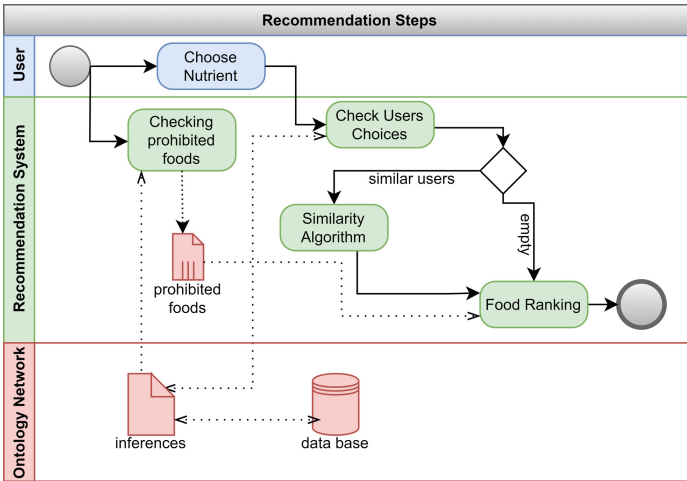 Recommendation Steps
User
Choose
Nutrient
Recommendation System
Checking
prohibited
foods
Check Users
Choices
similar users
empty
Similarity
Algorithm
prohibited
foods
Food Ranking
Ontology Network
inferences
data base